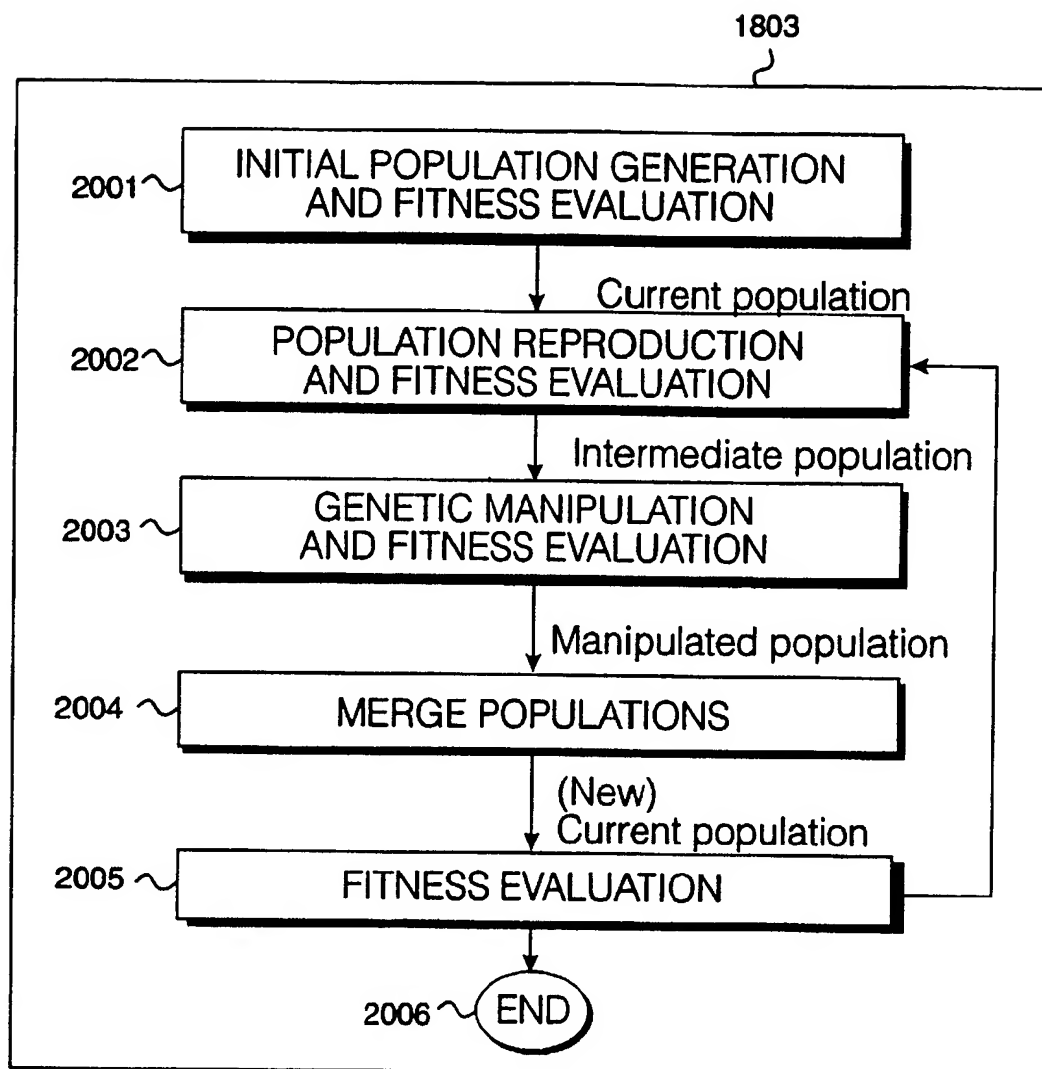 1803
2001
INITIAL POPULATION GENERATION
AND FITNESS EVALUATION
Current population
2002
POPULATION REPRODUCTION
AND FITNESS EVALUATION
Intermediate population
2003
GENETIC MANIPULATION
AND FITNESS EVALUATION
Manipulated population
2004
MERGE POPULATIONS
(New)
Current population
2005
FITNESS EVALUATION
2006
END